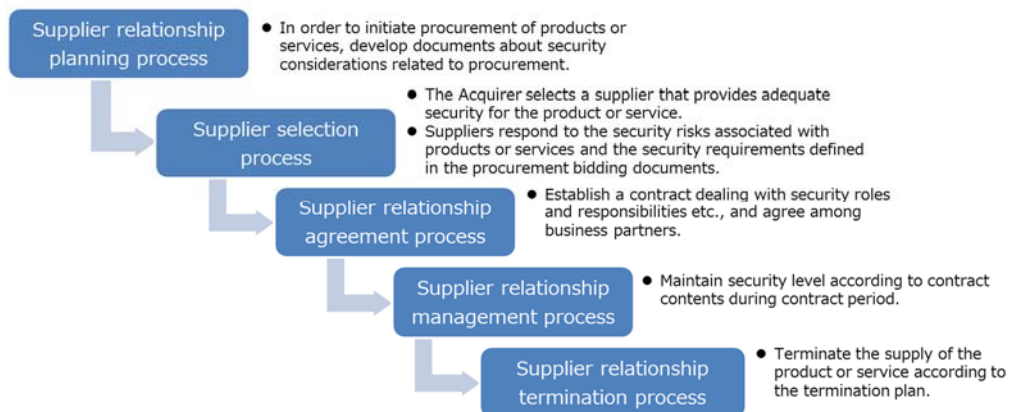 Supplier relationship
planning process
● In order to initiate procurement of products or
services, develop documents about security
considerations related to procurement.
Supplier selection
process
● The Acquirer selects a supplier that provides adequate
security for the product or service.
● Suppliers respond to the security risks associated with
products or services and the security requirements defined
in the procurement bidding documents.
Supplier relationship
agreement process
● Establish a contract dealing with security roles
and responsibilities etc., and agree among
business partners.
Supplier relationship
management process
● Maintain security level according to contract
contents during contract period.
Supplier relationship
termination process
● Terminate the supply of the
product or service according to
the termination plan.